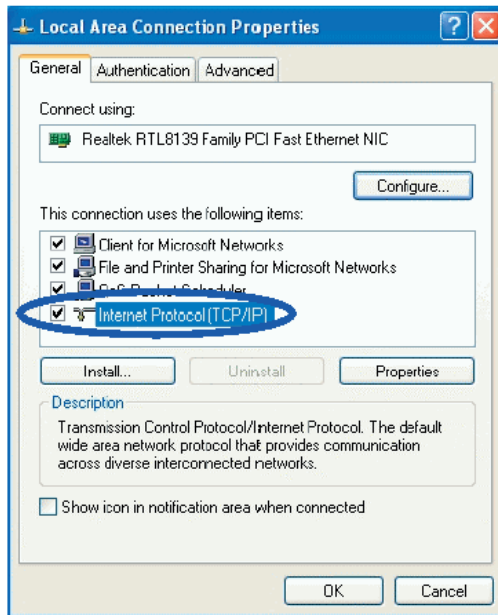 Local Area Connection Properties
General Authentication Advanced
Connect using:
Realtek RTL8139 Family PCI Fast Ethernet NIC
Configure...
This connection uses the following items:
Client for Microsoft Networks
File and Printer Sharing for Microsoft Networks
QoS Packet Scheduler
Internet Protocol (TCP/IP)
Install... Uninstall Properties
Description
Transmission Control Protocol/Internet Protocol. The default
wide area network protocol that provides communication
across diverse interconnected networks.
Show icon in notification area when connected
OK Cancel